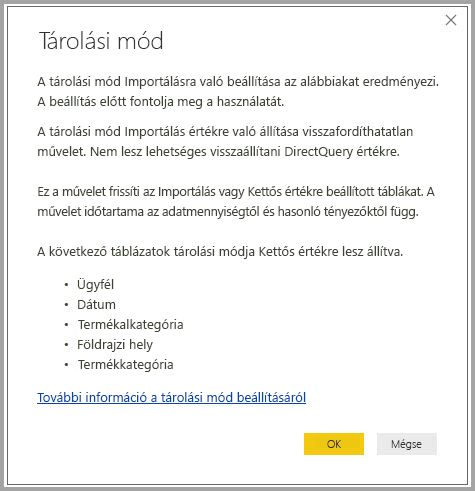 Tárolási mód
A tárolási mód Importálásra való beállítása az alábbiakat eredményezi.
A beállítás előtt fontolja meg a használatát.
A tárolási mód Importálás értékre való állítása visszafordíthatatlan
művelet. Nem lesz lehetséges visszaállítani DirectQuery értékre.
Ez a művelet frissíti az Importálás vagy Kettős értékre beállított táblákat. A
művelet időtartama az adatmennyiségtől és hasonló tényezőktől függ.
A következő táblázatok tárolási módja Kettős értékre lesz állítva.
• Ügyfél
• Dátum
• Termékalkategória
• Földrajzi hely
• Termékkategória
További információ a tárolási mód beállításáról
OK Mégse